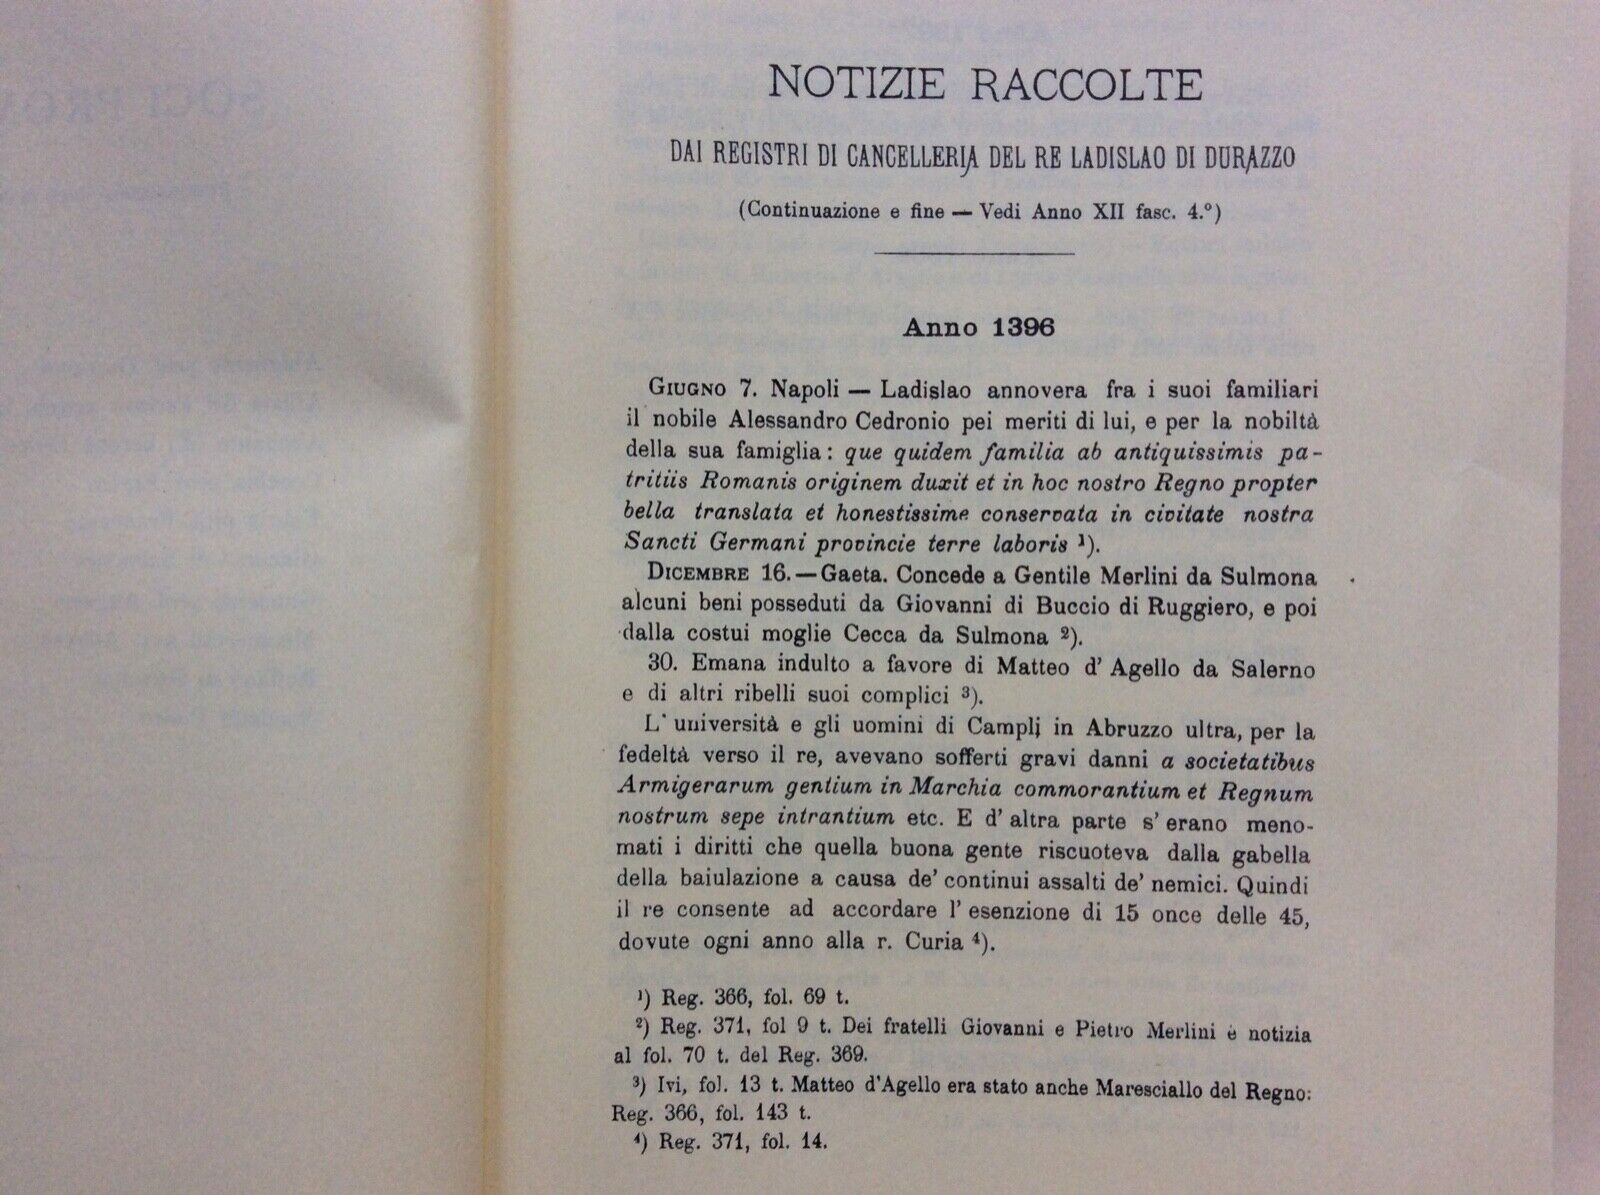 NOTIZIE RACCOLTE
DAI REGISTRI DI CANCELLERIA DEL RE LADISLAO DI DURAZZO
(Continuazione e fine — Vedi Anno XII fasc. 4.°)
Anno 1396
GIUGNO 7. Napoli — Ladislao annovera fra i suoi familiari
il nobile Alessandro Cedronio pei meriti di lui, e per la nobiltà
della sua famiglia: que quidem familia ab antiquissimis pa-
tritiis Romanis originem duxit et in hoc nostro Regno propter
bella translata et honestissime conservata in civitate nostra
Sancti Germani provincie terre laboris ¹).
DICEMBRE 16.—Gaeta. Concede a Gentile Merlini da Sulmona
alcuni beni posseduti da Giovanni di Buccio di Ruggiero, e poi
dalla costui moglie Cecca da Sulmona ²).
30. Emana indulto a favore di Matteo d' Agello da Salerno
e di altri ribelli suoi complici ³).
L' università e gli uomini di Campli in Abruzzo ultra, per la
fedeltà verso il re, avevano sofferti gravi danni a societatibus
Armigerarum gentium in Marchia commorantium et Regnum
nostrum sepe intrantium etc. E d' altra parte s' erano meno-
mati i diritti che quella buona gente riscuoteva dalla gabella
della baiulazione a causa de' continui assalti de' nemici. Quindi
il re consente ad accordare l' esenzione di 15 once delle 45,
dovute ogni anno alla r. Curia ⁴).
¹) Reg. 366, fol. 69 t.
²) Reg. 371, fol 9 t. Dei fratelli Giovanni e Pietro Merlini è notizia
al fol. 70 t. del Reg. 369.
³) Ivi, fol. 13 t. Matteo d'Agello era stato anche Maresciallo del Regno:
Reg. 366, fol. 143 t.
⁴) Reg. 371, fol. 14.